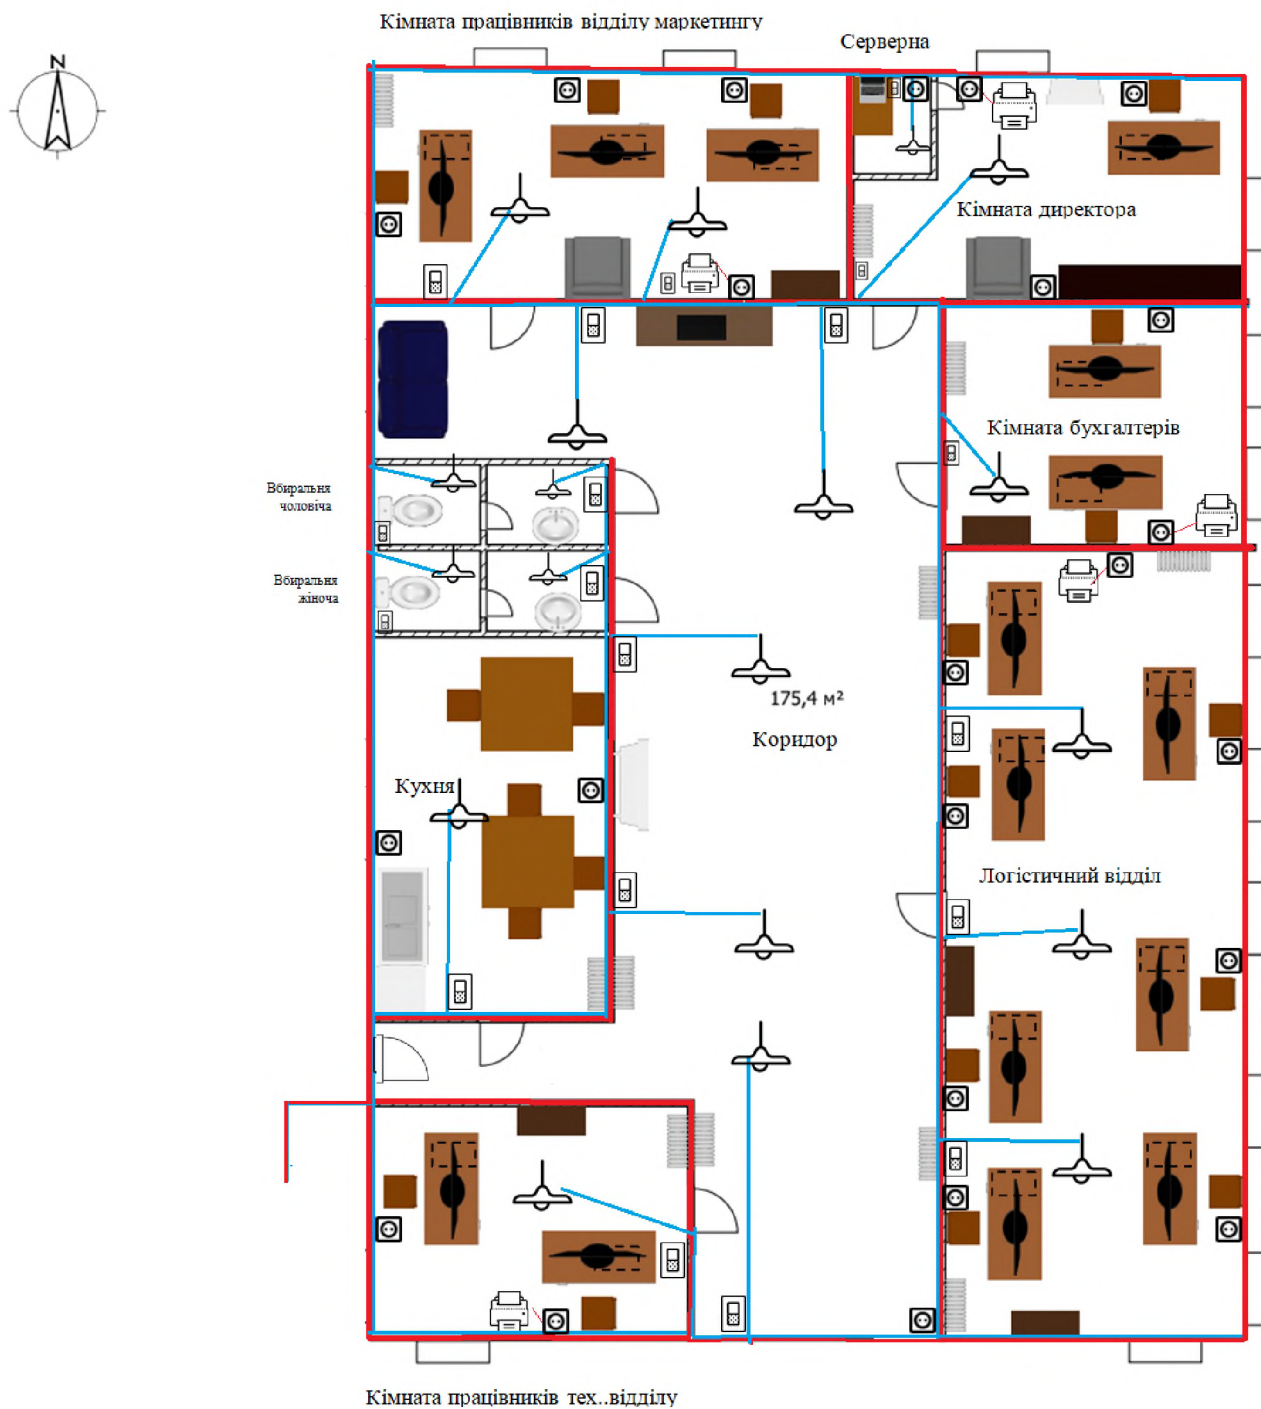 Кімната працівників відділу маркетингу
Серверна
N
Кімната директора
Кімната бухгалтерів
Вбиральня
чоловіча
Вбиральня
жіноча
175,4 м²
Коридор
Кухня
Логістичний відділ
Кімната працівників тех..відділу